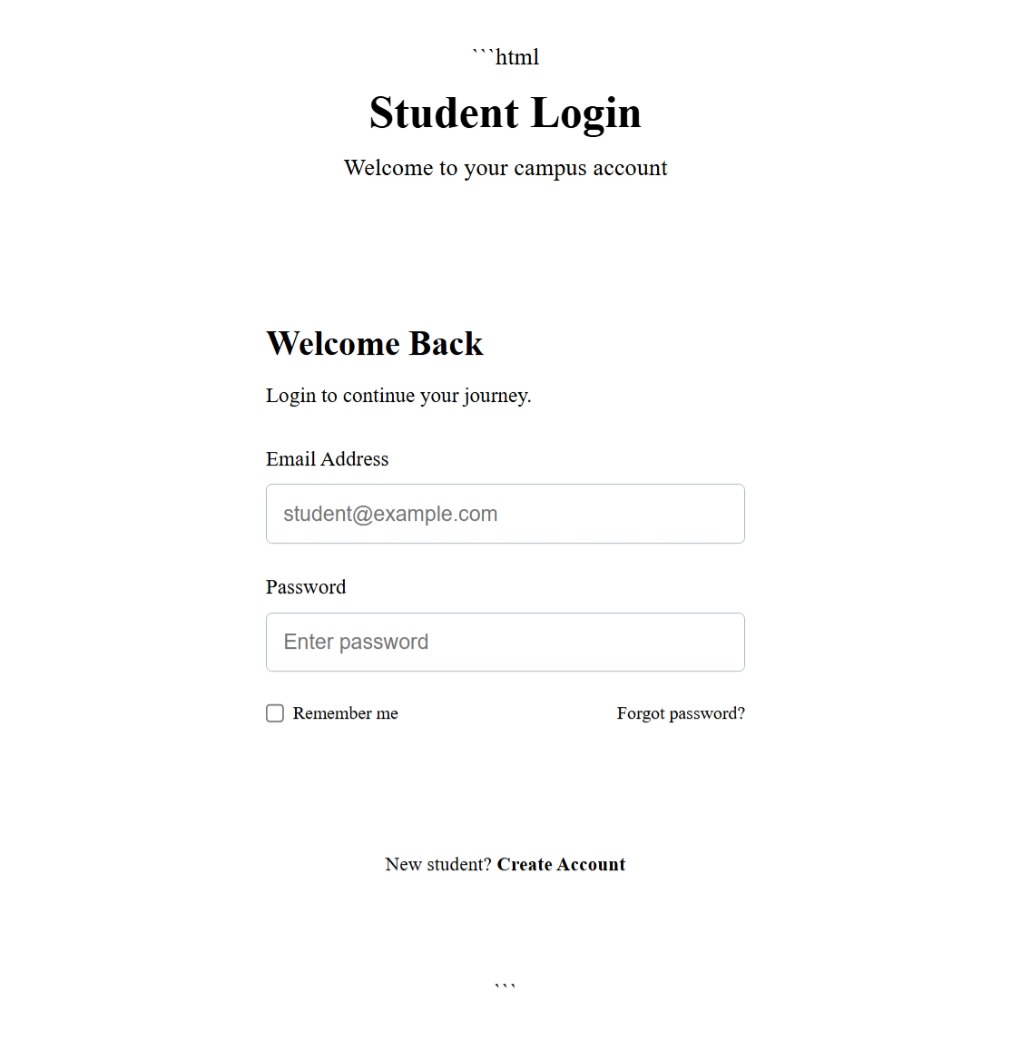 ```html
Student Login
Welcome to your campus account
Welcome Back
Login to continue your journey.
Email Address
student@example.com
Password
Enter password
Remember me Forgot password?
New student? Create Account
```